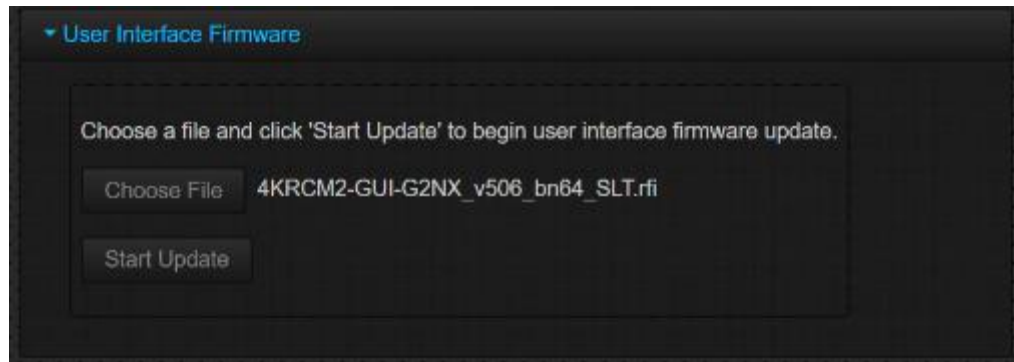 User Interface Firmware
Choose a file and click 'Start Update' to begin user interface firmware update.
Choose File 4KRCM2-GUI-G2NX_v506_bn64_SLT.rfi
Start Update